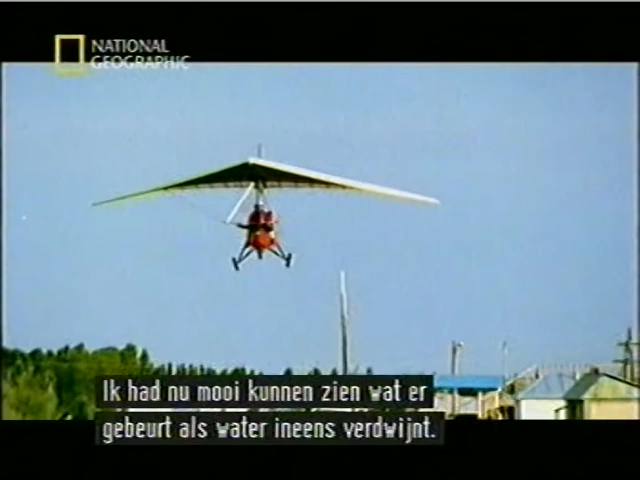 NATIONAL
GEOGRAPHIC
Ik had nu mooi kunnen zien wat er
gebeurt als water ineens verdwijnt.